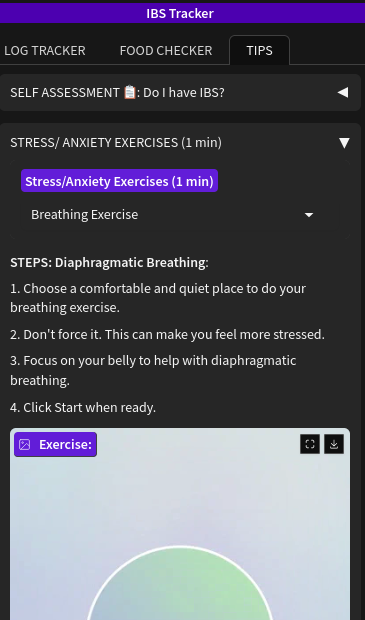 IBS Tracker
LOG TRACKER
FOOD CHECKER
TIPS
SELF ASSESSMENT 📋: Do I have IBS?
STRESS/ ANXIETY EXERCISES (1 min)
Stress/Anxiety Exercises (1 min)
Breathing Exercise
STEPS: Diaphragmatic Breathing:
1. Choose a comfortable and quiet place to do your
breathing exercise.
2. Don't force it. This can make you feel more stressed.
3. Focus on your belly to help with diaphragmatic
breathing.
4. Click Start when ready.
Exercise: